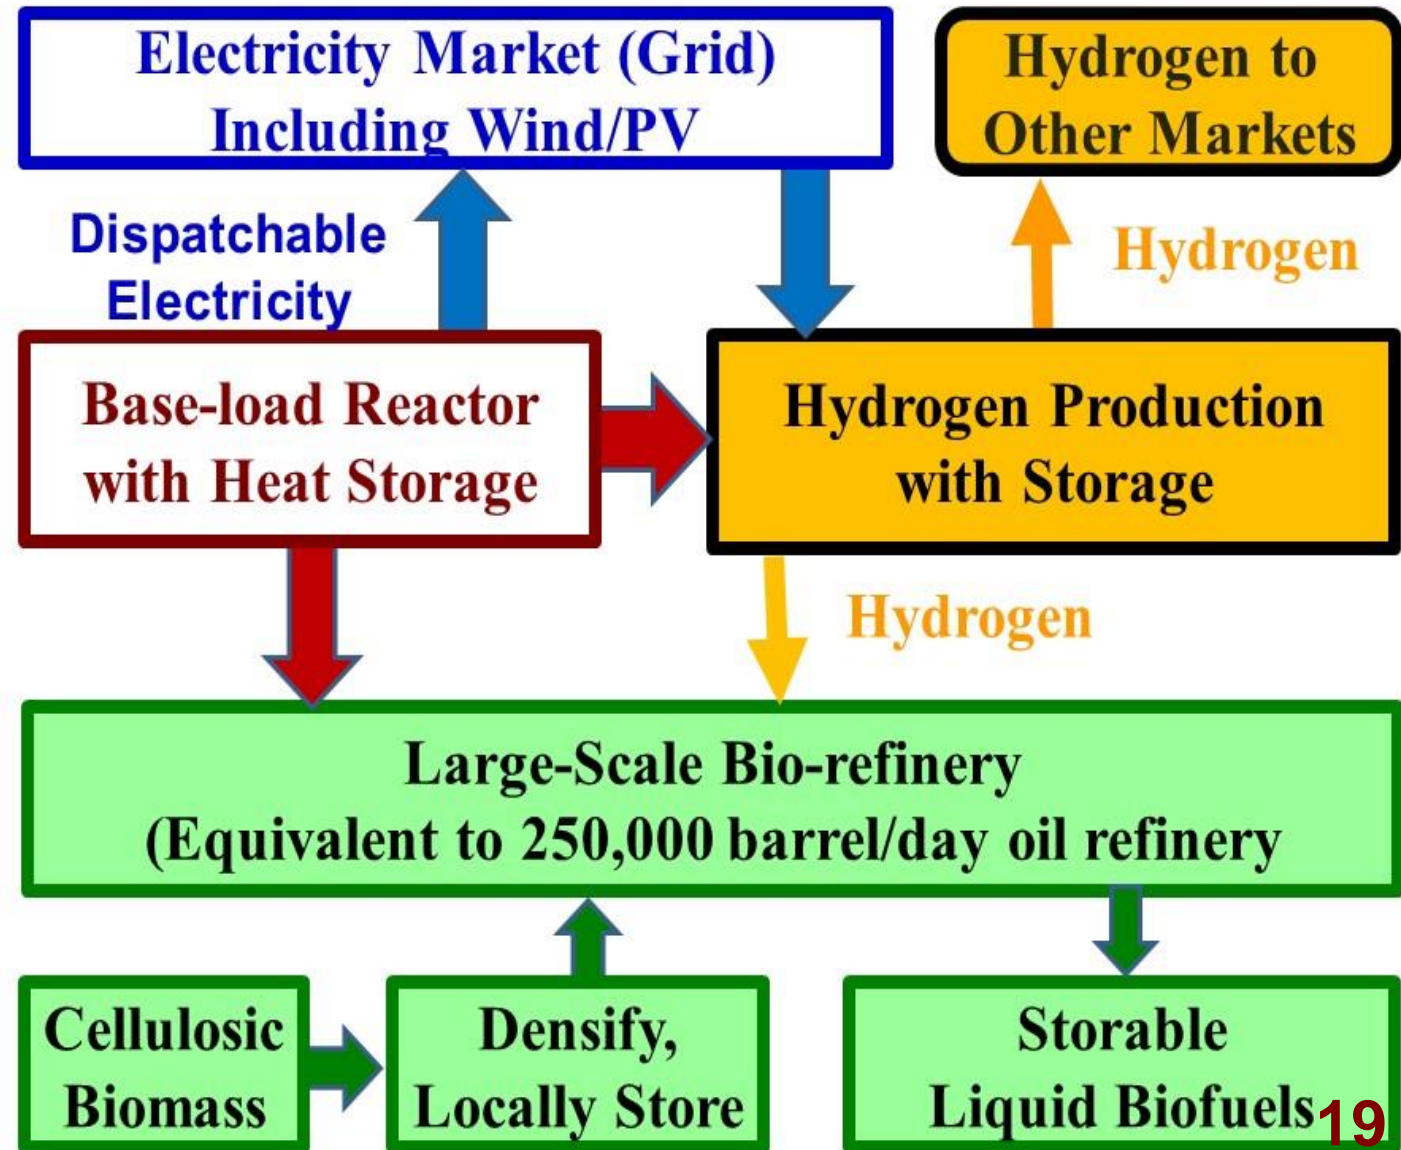 Electricity Market (Grid)
Including Wind/PV
Hydrogen to
Other Markets
Dispatchable
Electricity
Hydrogen
Base-load Reactor
with Heat Storage
Hydrogen Production
with Storage
Hydrogen
Large-Scale Bio-refinery
(Equivalent to 250,000 barrel/day oil refinery
Cellulosic
Biomass
Densify,
Locally Store
Storable
Liquid Biofuels
19